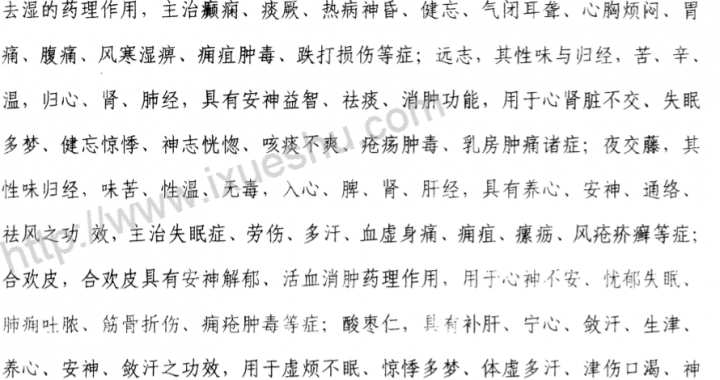 去湿的药理作用，主治癫痫、痰厥、热病神昏、健忘、气闭耳聋、心胸烦闷、胃
痛、腹痛、风寒湿痹、痈疽肿毒、跌打损伤等症；远志，其性味与归经，苦、辛、
温，归心、肾、肺经，具有安神益智、祛痰、消肿功能，用于心肾脏不交、失眠
多梦、健忘惊悸、神志恍惚、咳痰不爽、疮疡肿毒、乳房肿痛诸症；夜交藤，其
性味归经，味苦、性温、无毒，入心、脾、肾、肝经，具有养心、安神、通络、
祛风之功 效，主治失眠症、劳伤、多汗、血虚身痛、痈疽、瘰疬、风疮疥癣等症；
合欢皮，合欢皮具有安神解郁、活血消肿药理作用，用于心神不安、忧郁失眠、
肺痈吐脓、筋骨折伤、痈疮肿毒等症；酸枣仁，具有补肝、宁心、敛汗、生津、
养心、安神、敛汗之功效，用于虚烦不眠、惊悸多梦、体虚多汗、津伤口渴、神
http://www.ixueshu.com